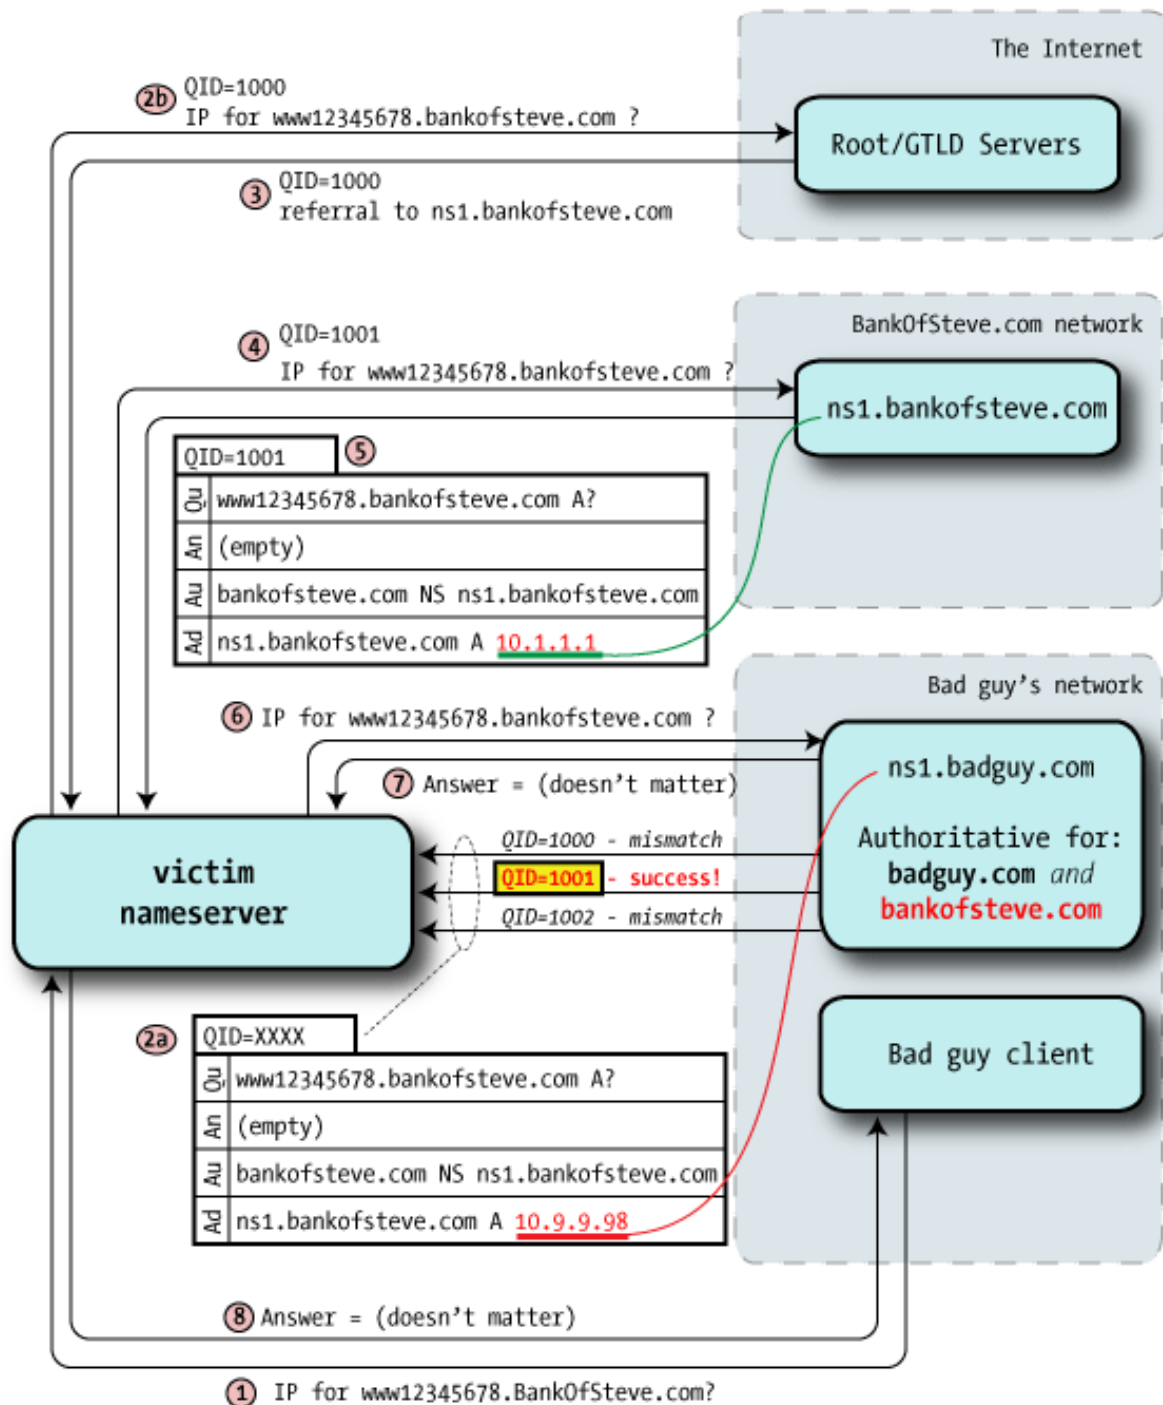 The Internet
2b QID=1000
IP for www12345678.bankofsteve.com ?
Root/GTLD Servers
3 QID=1000
referral to ns1.bankofsteve.com
BankOfSteve.com network
4 QID=1001
IP for www12345678.bankofsteve.com ?
ns1.bankofsteve.com
QID=1001 5
Qu www12345678.bankofsteve.com A?
An (empty)
Au bankofsteve.com NS ns1.bankofsteve.com
Ad ns1.bankofsteve.com A 10.1.1.1
Bad guy's network
6 IP for www12345678.bankofsteve.com ?
7 Answer = (doesn't matter)
ns1.badguy.com
Authoritative for:
badguy.com and
bankofsteve.com
victim
nameserver
QID=1000 - mismatch
QID=1001 - success!
QID=1002 - mismatch
2a QID=XXXX
Qu www12345678.bankofsteve.com A?
An (empty)
Au bankofsteve.com NS ns1.bankofsteve.com
Ad ns1.bankofsteve.com A 10.9.9.98
Bad guy client
8 Answer = (doesn't matter)
1 IP for www12345678.BankOfSteve.com?